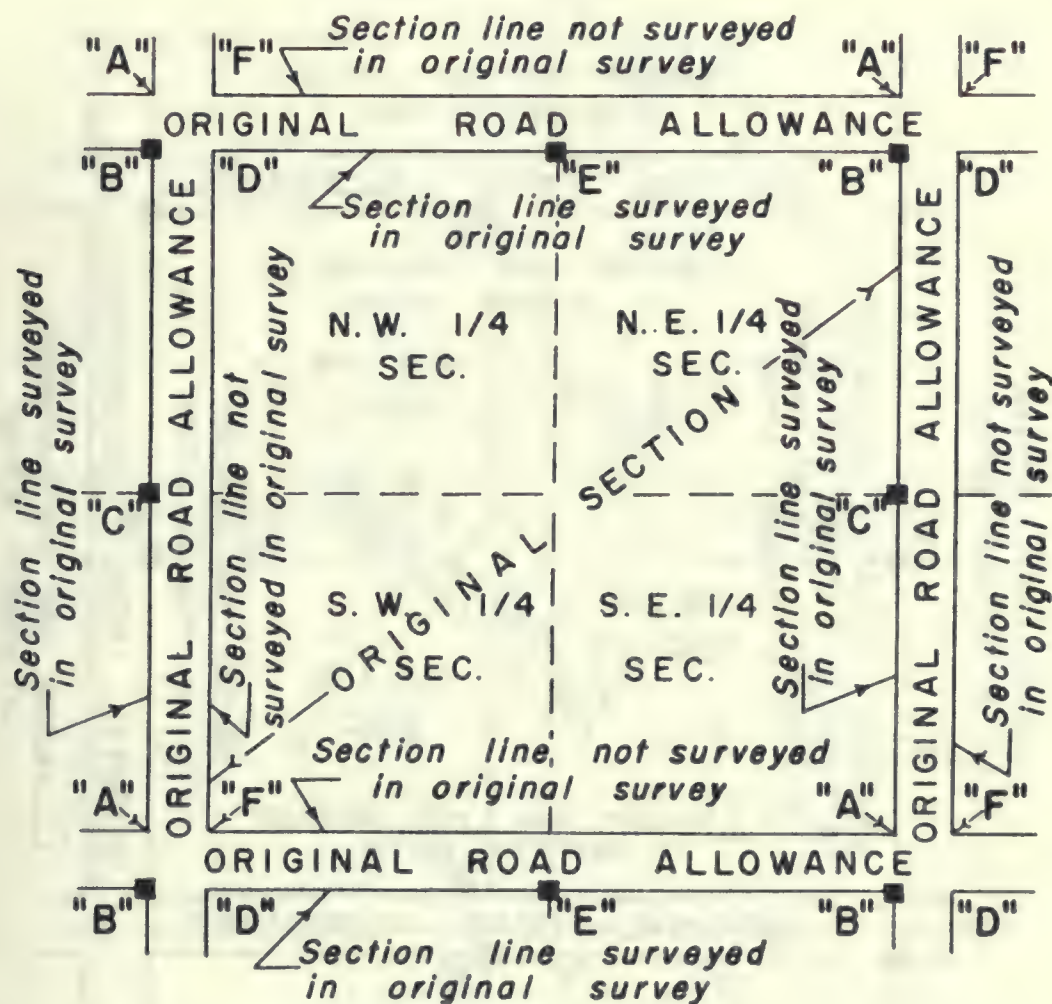 Section line not surveyed
in original survey
"A" "F" "A" "F"
ORIGINAL ROAD ALLOWANCE
"B" "D" "E" "B" "D"
Section line surveyed
in original survey
Section line surveyed
in original survey
ORIGINAL ROAD ALLOWANCE
Section line not
surveyed in original survey
N. W. 1/4
SEC.
N. E. 1/4
SEC.
Section line surveyed
in original survey
ORIGINAL ROAD ALLOWANCE
Section line not surveyed
in original survey
ORIGINAL SECTION
"C" "C"
S. W. 1/4
SEC.
S. E. 1/4
SEC.
Section line not surveyed
in original survey
"A" "F" "A" "F"
ORIGINAL ROAD ALLOWANCE
"B" "D" "E" "B" "D"
Section line surveyed
in original survey